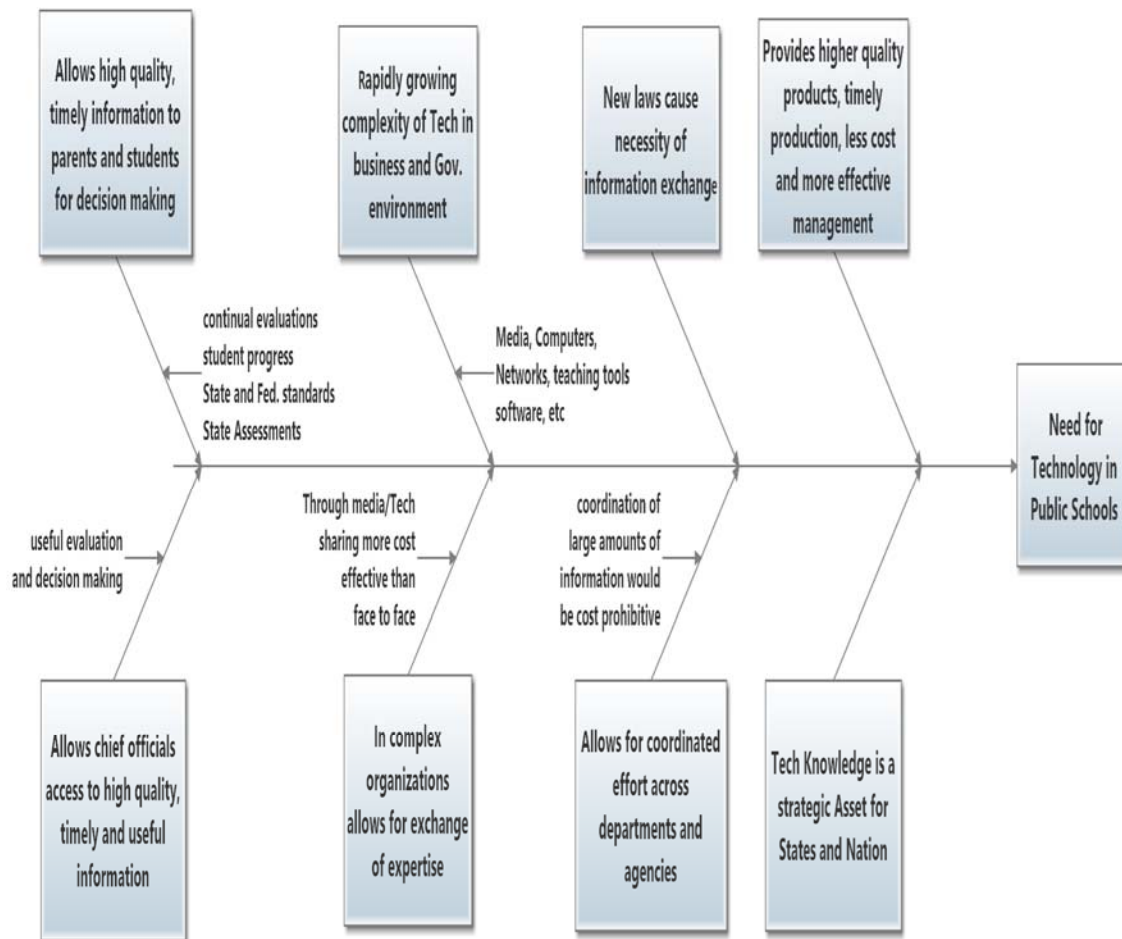 Allows high quality,
timely information to
parents and students
for decision making
Rapidly growing
complexity of Tech in
business and Gov.
environment
New laws cause
necessity of
information exchange
Provides higher quality
products, timely
production, less cost
and more effective
management
continual evaluations
student progress
State and Fed. standards
State Assessments
Media, Computers,
Networks, teaching tools
software, etc
Need for
Technology in
Public Schools
useful evaluation
and decision making
Through media/Tech
sharing more cost
effective than
face to face
coordination of
large amounts of
information would
be cost prohibitive
Allows chief officials
access to high quality,
timely and useful
information
In complex
organizations
allows for exchange
of expertise
Allows for coordinated
effort across
departments and
agencies
Tech Knowledge is a
strategic Asset for
States and Nation